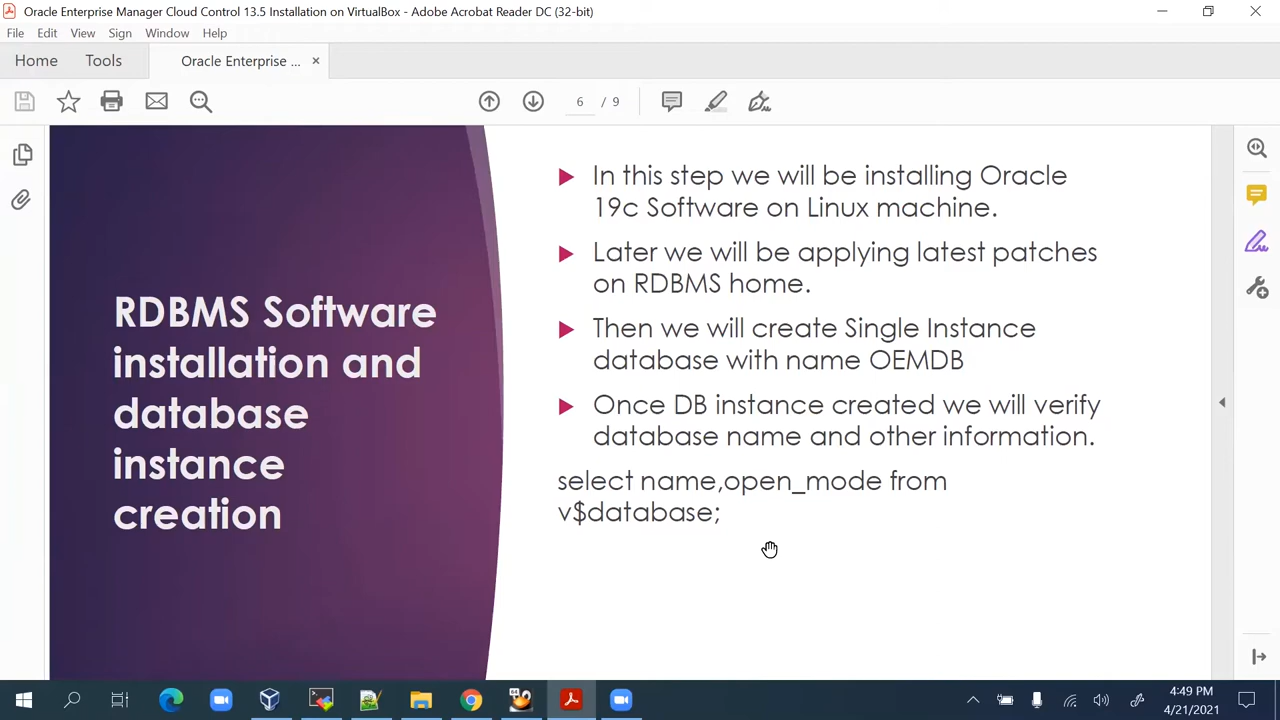 Oracle Enterprise Manager Cloud Control 13.5 Installation on VirtualBox - Adobe Acrobat Reader DC (32-bit)
File Edit View Sign Window Help
Home Tools Oracle Enterprise ... ×
6 / 9
RDBMS Software
installation and
database
instance
creation
In this step we will be installing Oracle
19c Software on Linux machine.
Later we will be applying latest patches
on RDBMS home.
Then we will create Single Instance
database with name OEMDB
Once DB instance created we will verify
database name and other information.
select name,open_mode from
v$database;
4:49 PM
4/21/2021